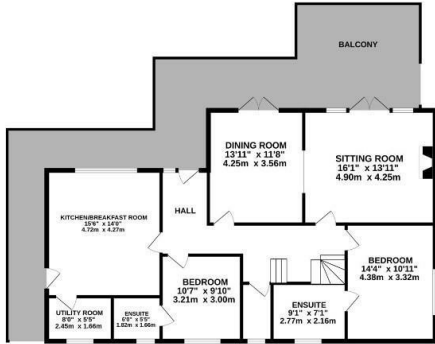 BALCONY
DINING ROOM
13'11" x 11'8"
4.25m x 3.56m
SITTING ROOM
16'1" x 13'11"
4.90m x 4.25m
KITCHEN/BREAKFAST ROOM
15'6" x 14'0"
4.72m x 4.27m
HALL
BEDROOM
14'4" x 10'11"
4.38m x 3.32m
BEDROOM
10'7" x 9'10"
3.21m x 3.00m
UTILITY ROOM
8'0" x 5'5"
2.45m x 1.66m
ENSUITE
6'0" x 5'5"
1.82m x 1.66m
ENSUITE
9'1" x 7'1"
2.77m x 2.16m